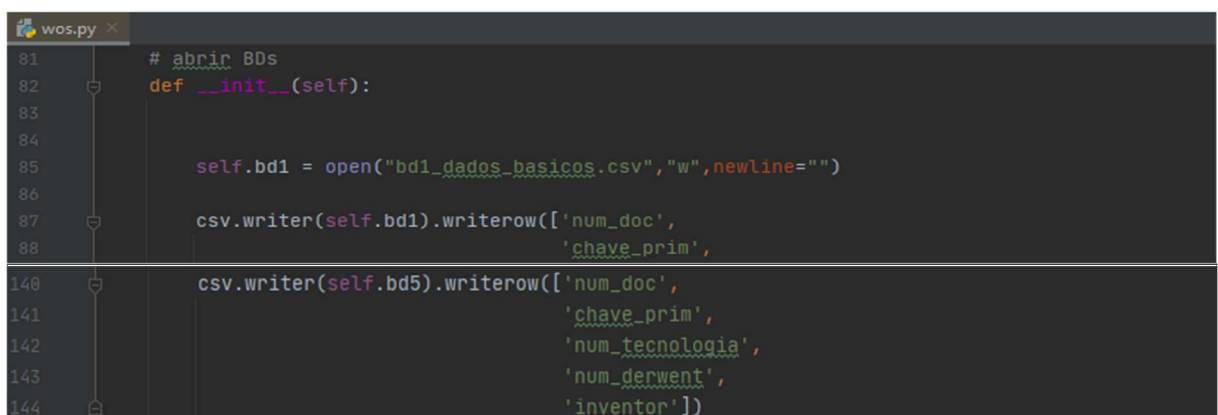 wos.py ×
81 # abrir BDs
82 def __init__(self):
83
84
85 self.bd1 = open("bd1_dados_basicos.csv","w",newline="")
86
87 csv.writer(self.bd1).writerow(['num_doc',
88 'chave_prim',
140 csv.writer(self.bd5).writerow(['num_doc',
141 'chave_prim',
142 'num_tecnologia',
143 'num_derwent',
144 'inventor'])